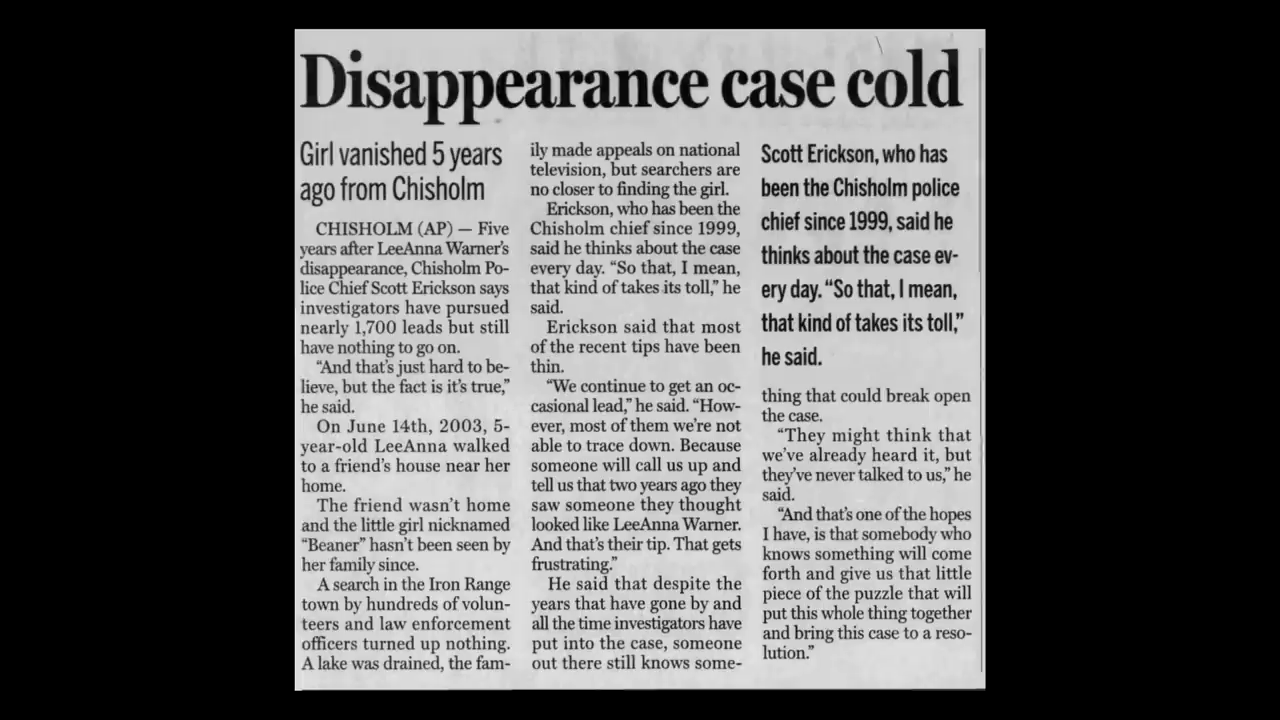 Disappearance case cold
Girl vanished 5 years
ago from Chisholm
CHISHOLM (AP) — Five
years after LeeAnna Warner's
disappearance, Chisholm Po-
lice Chief Scott Erickson says
investigators have pursued
nearly 1,700 leads but still
have nothing to go on.
"And that's just hard to be-
lieve, but the fact is it's true,"
he said.
On June 14th, 2003, 5-
year-old LeeAnna walked
to a friend's house near her
home.
The friend wasn't home
and the little girl nicknamed
"Beaner" hasn't been seen by
her family since.
A search in the Iron Range
town by hundreds of volun-
teers and law enforcement
officers turned up nothing.
A lake was drained, the fam-
ily made appeals on national
television, but searchers are
no closer to finding the girl.
Erickson, who has been the
Chisholm chief since 1999,
said he thinks about the case
every day. "So that, I mean,
that kind of takes its toll," he
said.
Erickson said that most
of the recent tips have been
thin.
"We continue to get an oc-
casional lead," he said. "How-
ever, most of them we're not
able to trace down. Because
someone will call us up and
tell us that two years ago they
saw someone they thought
looked like LeeAnna Warner.
And that's their tip. That gets
frustrating."
He said that despite the
years that have gone by and
all the time investigators have
put into the case, someone
out there still knows some-
Scott Erickson, who has
been the Chisholm police
chief since 1999, said he
thinks about the case ev-
ery day. "So that, I mean,
that kind of takes its toll,"
he said.
thing that could break open
the case.
"They might think that
we've already heard it, but
they've never talked to us," he
said.
"And that's one of the hopes
I have, is that somebody who
knows something will come
forth and give us that little
piece of the puzzle that will
put this whole thing together
and bring this case to a reso-
lution."